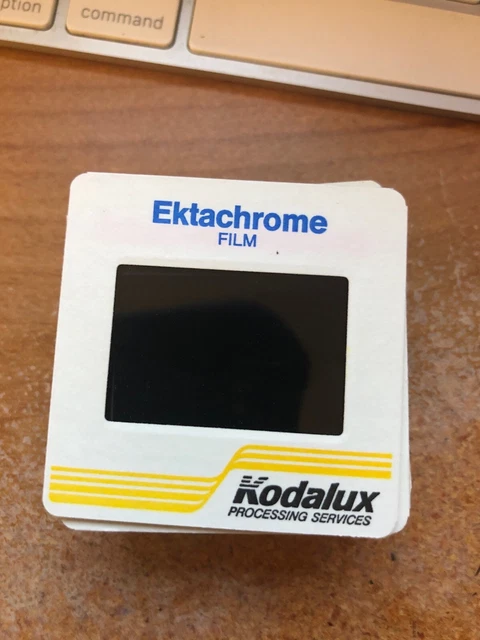 ption
command
Ektachrome
FILM
Kodalux
PROCESSING SERVICES